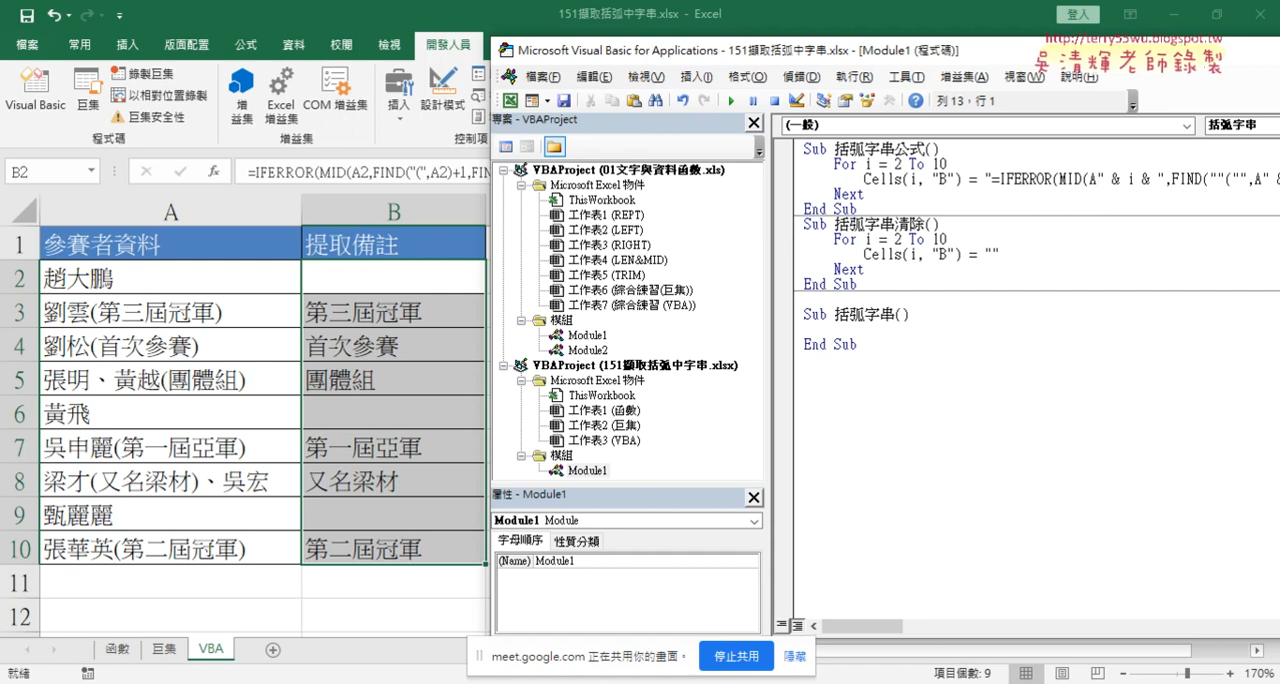 151擷取括弧中字串.xlsx - Excel
登入
檔案 常用 插入 版面配置 公式 資料 校閱 檢視 開發人員
Visual Basic
巨集
錄製巨集
以相對位置錄製
巨集安全性
程式碼
增益集
Excel 增益集
COM 增益集
增益集
插入
設計模式
控制項
B2
=IFERROR(MID(A2,FIND("(",A2)+1,FIN
A B
1 參賽者資料 提取備註
2 趙大鵬
3 劉雲(第三屆冠軍) 第三屆冠軍
4 劉松(首次參賽) 首次參賽
5 張明、黃越(團體組) 團體組
6 黃飛
7 吳申麗(第一屆亞軍) 第一屆亞軍
8 梁才(又名梁材)、吳宏 又名梁材
9 甄麗麗
10 張華英(第二屆冠軍) 第二屆冠軍
11
12
函數 巨集 VBA
就緒
項目個數: 9
170%
Microsoft Visual Basic for Applications - 151擷取括弧中字串.xlsx - [Module1 (程式碼)]
http://terry55wu.blogspot.tw
吳清輝老師錄製
檔案(F) 編輯(E) 檢視(V) 插入(I) 格式(O) 偵錯(D) 執行(R) 工具(T) 增益集(A) 視窗(W) 說明(H)
列 13，行 1
專案 - VBAProject
VBAProject (01文字與資料函數.xls)
Microsoft Excel 物件
ThisWorkbook
工作表1 (REPT)
工作表2 (LEFT)
工作表3 (RIGHT)
工作表4 (LEN&MID)
工作表5 (TRIM)
工作表6 (綜合練習(巨集))
工作表7 (綜合練習 (VBA))
模組
Module1
Module2
VBAProject (151擷取括弧中字串.xlsx)
Microsoft Excel 物件
ThisWorkbook
工作表1 (函數)
工作表2 (巨集)
工作表3 (VBA)
模組
Module1
屬性 - Module1
Module1 Module
字母順序 性質分類
(Name) Module1
(一般)
括弧字串
Sub 括弧字串公式()
For i = 2 To 10
Cells(i, "B") = "=IFERROR(MID(A" & i & ",FIND(""("",A" &
Next
End Sub
Sub 括弧字串清除()
For i = 2 To 10
Cells(i, "B") = ""
Next
End Sub
Sub 括弧字串()
End Sub
meet.google.com 正在共用你的畫面。
停止共用
隱藏